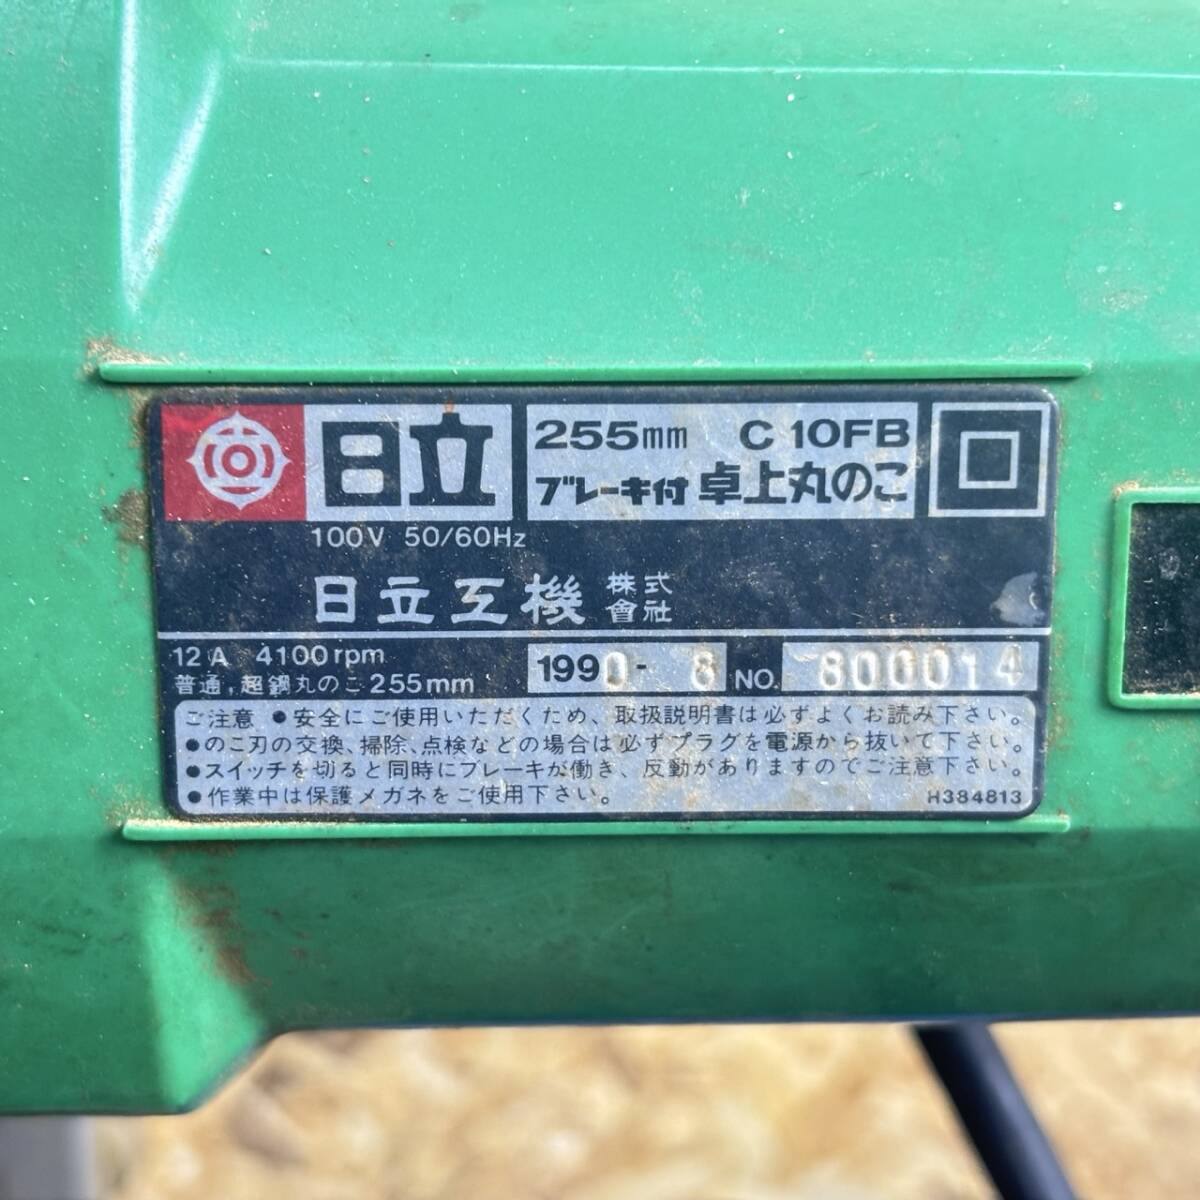 日立
255mm C 10FB
ブレーキ付 卓上丸のこ
100V 50/60Hz
日立工機 株式會社
12A 4100rpm
普通,超鋼丸のこ255mm
1990-8 NO. 800014
ご注意 ●安全にご使用いただくため、取扱説明書は必ずよくお読み下さい。
●のこ刃の交換、掃除、点検などの場合は必ずプラグを電源から抜いて下さい。
●スイッチを切ると同時にブレーキが働き、反動がありますのでご注意下さい。
●作業中は保護メガネをご使用下さい。 H384813